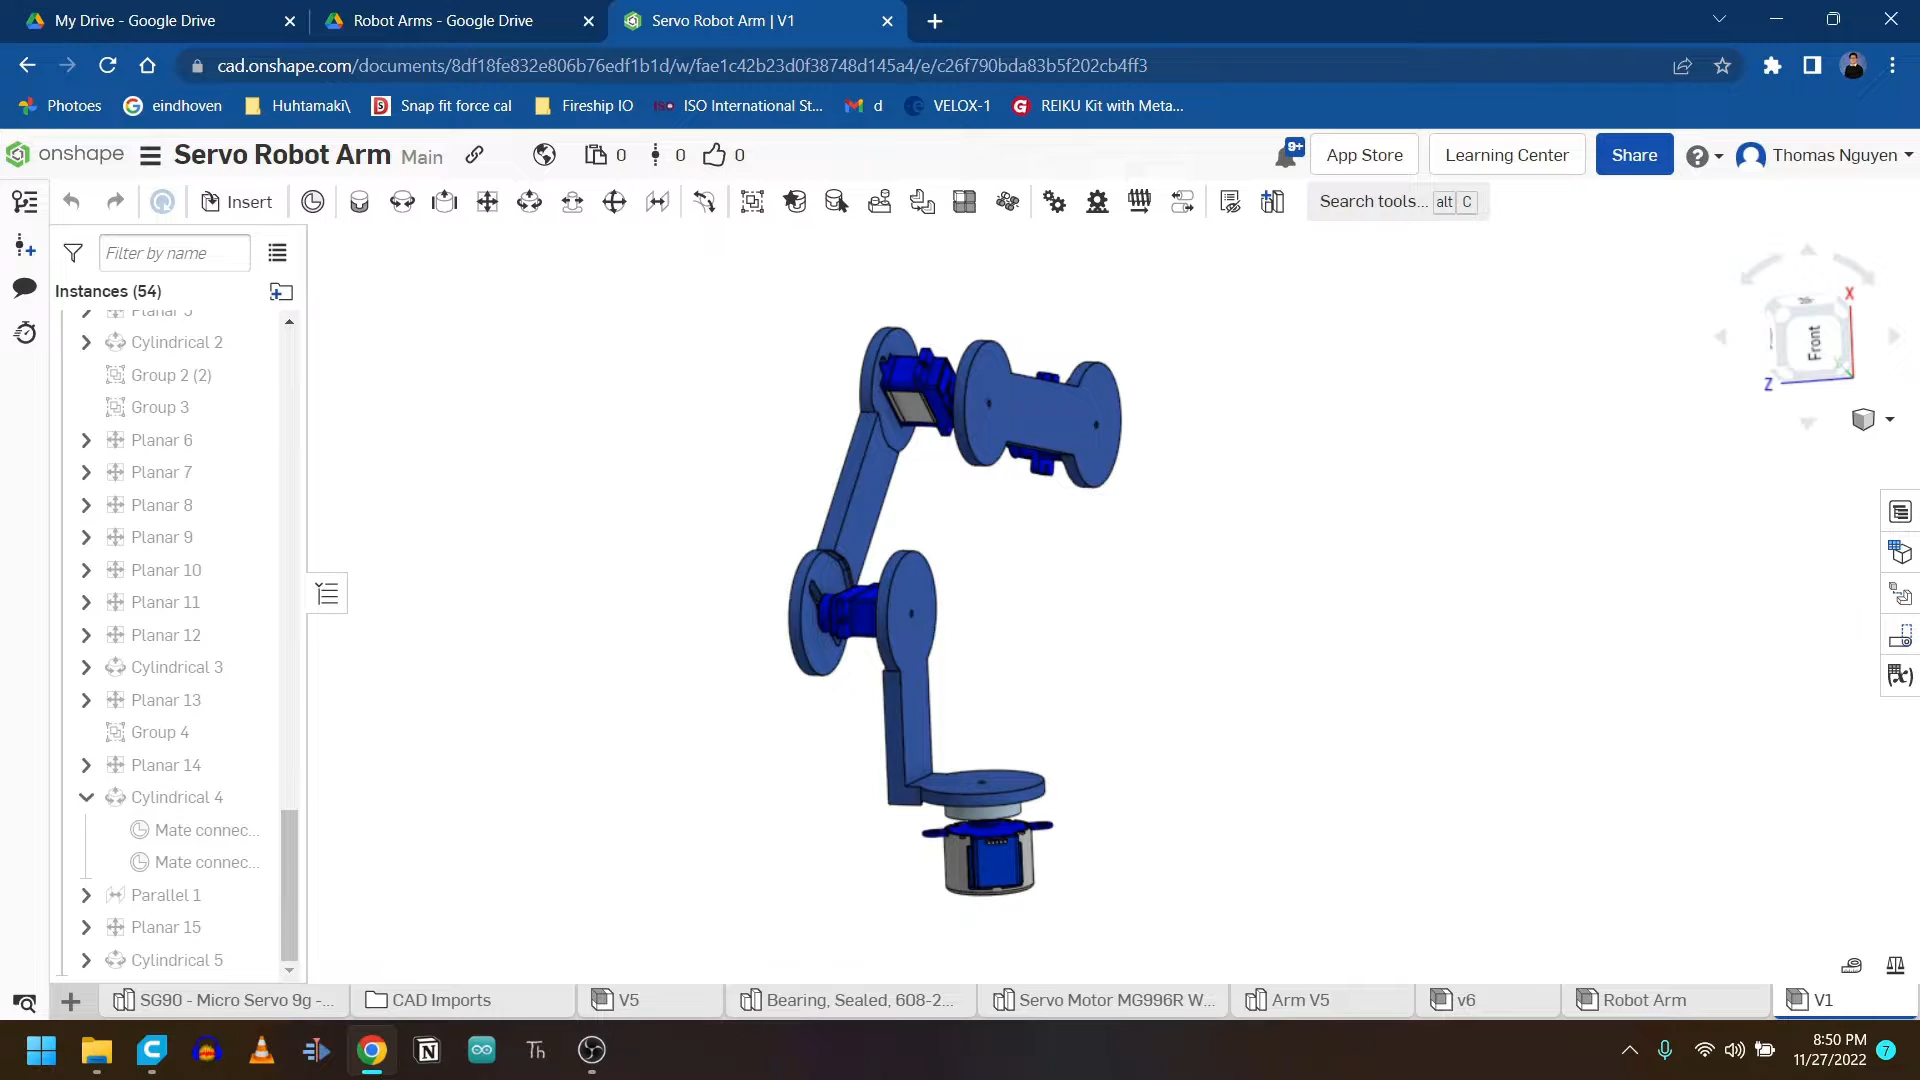 My Drive - Google Drive
Robot Arms - Google Drive
Servo Robot Arm | V1
cad.onshape.com/documents/8df18fe832e806b76edf1b1d/w/fae1c42b23d0f38748d145a4/e/c26f790bda83b5f202cb4ff3
Photoes
eindhoven
Huhtamaki\
Snap fit force cal
Fireship IO
ISO International St...
d
VELOX-1
REIKU Kit with Meta...
onshape
Servo Robot Arm
Main
0
0
0
9+
App Store
Learning Center
Share
Thomas Nguyen
Insert
Search tools...
alt
C
Filter by name
Instances (54)
Planar 5
Cylindrical 2
Group 2 (2)
Group 3
Planar 6
Planar 7
Planar 8
Planar 9
Planar 10
Planar 11
Planar 12
Cylindrical 3
Planar 13
Group 4
Planar 14
Cylindrical 4
Mate connec...
Mate connec...
Parallel 1
Planar 15
Cylindrical 5
X
Front
Z
SG90 - Micro Servo 9g -...
CAD Imports
V5
Bearing, Sealed, 608-2...
Servo Motor MG996R W...
Arm V5
v6
Robot Arm
V1
Th
8:50 PM
11/27/2022
7